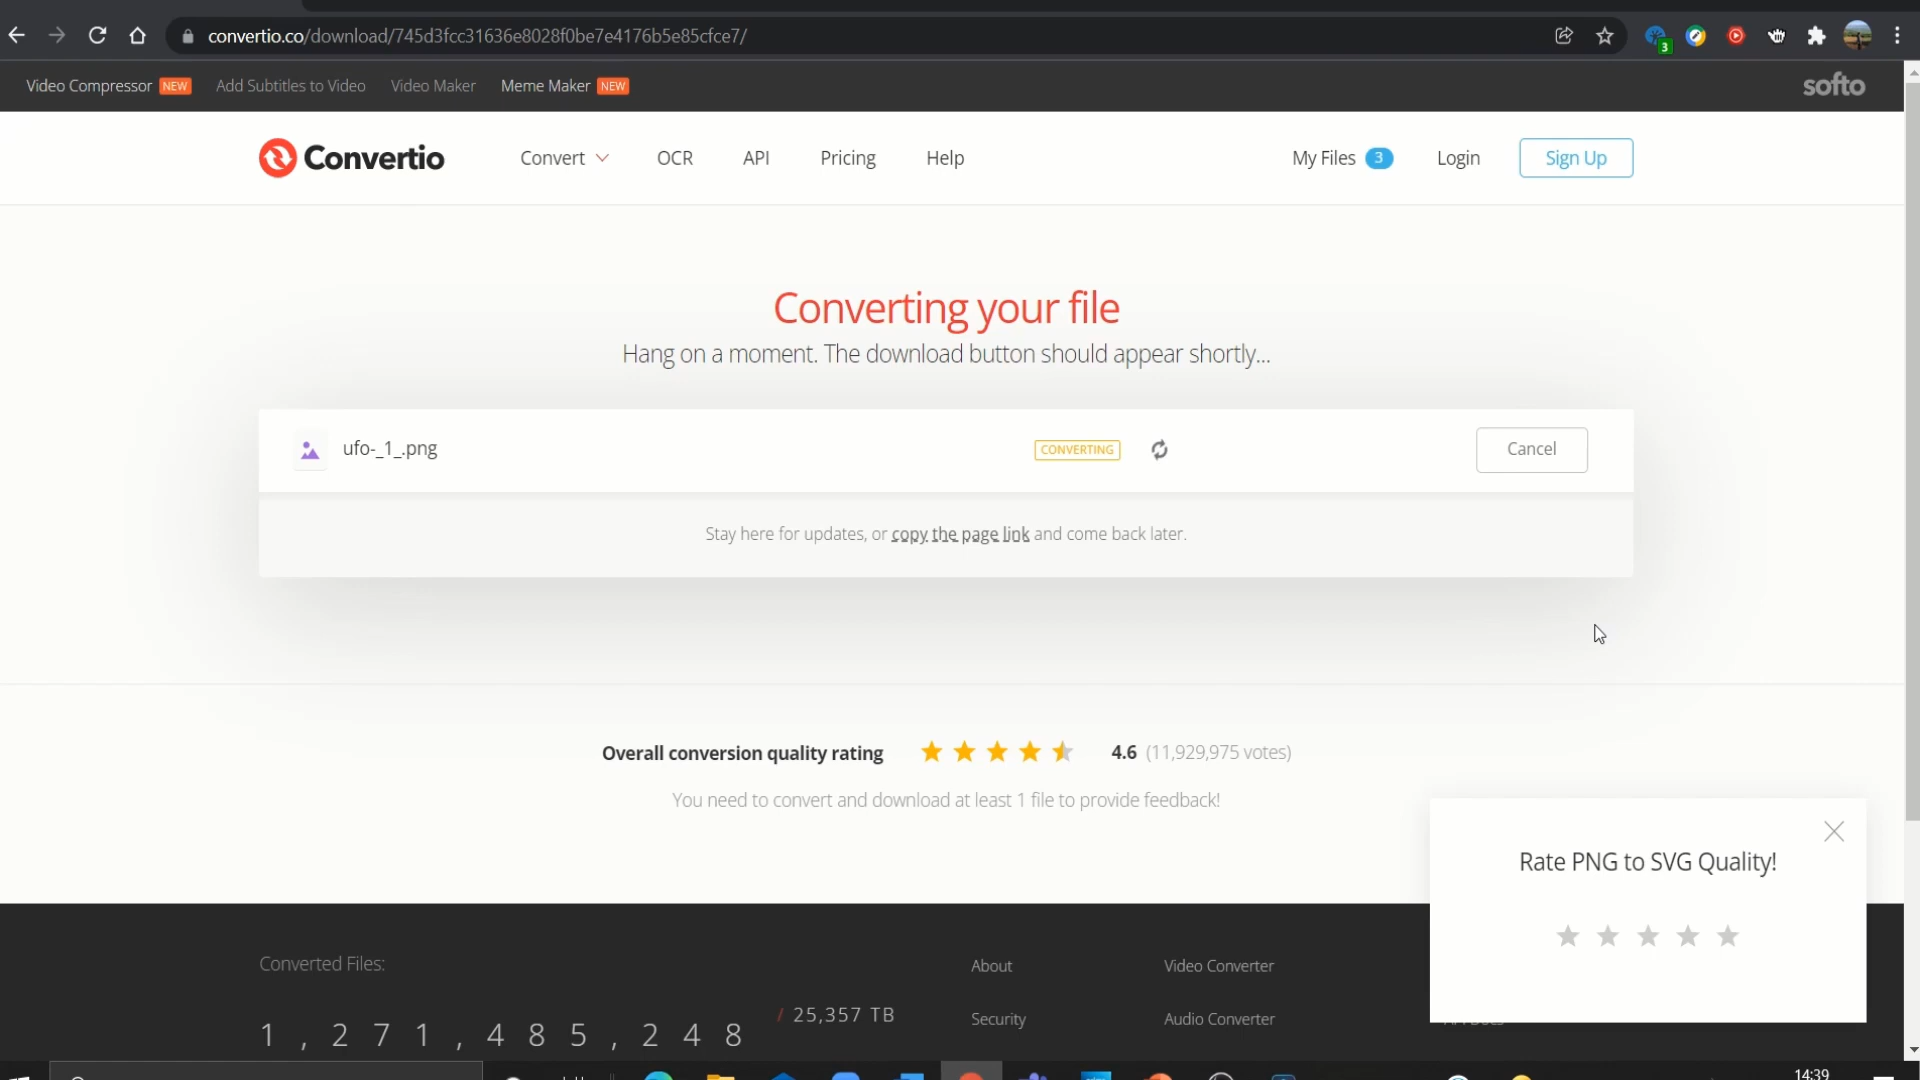 convertio.co/download/745d3fcc31636e8028f0be7e4176b5e85cfce7/
3
Video Compressor NEW Add Subtitles to Video Video Maker Meme Maker NEW softo
Convertio Convert OCR API Pricing Help My Files 3 Login Sign Up
Converting your file
Hang on a moment. The download button should appear shortly...
ufo-_1_.png CONVERTING Cancel
Stay here for updates, or copy the page link and come back later.
Overall conversion quality rating 4.6 (11,929,975 votes)
You need to convert and download at least 1 file to provide feedback!
Rate PNG to SVG Quality!
Converted Files:
About Video Converter
1,271,485,248 / 25,357 TB
Security Audio Converter
14:39